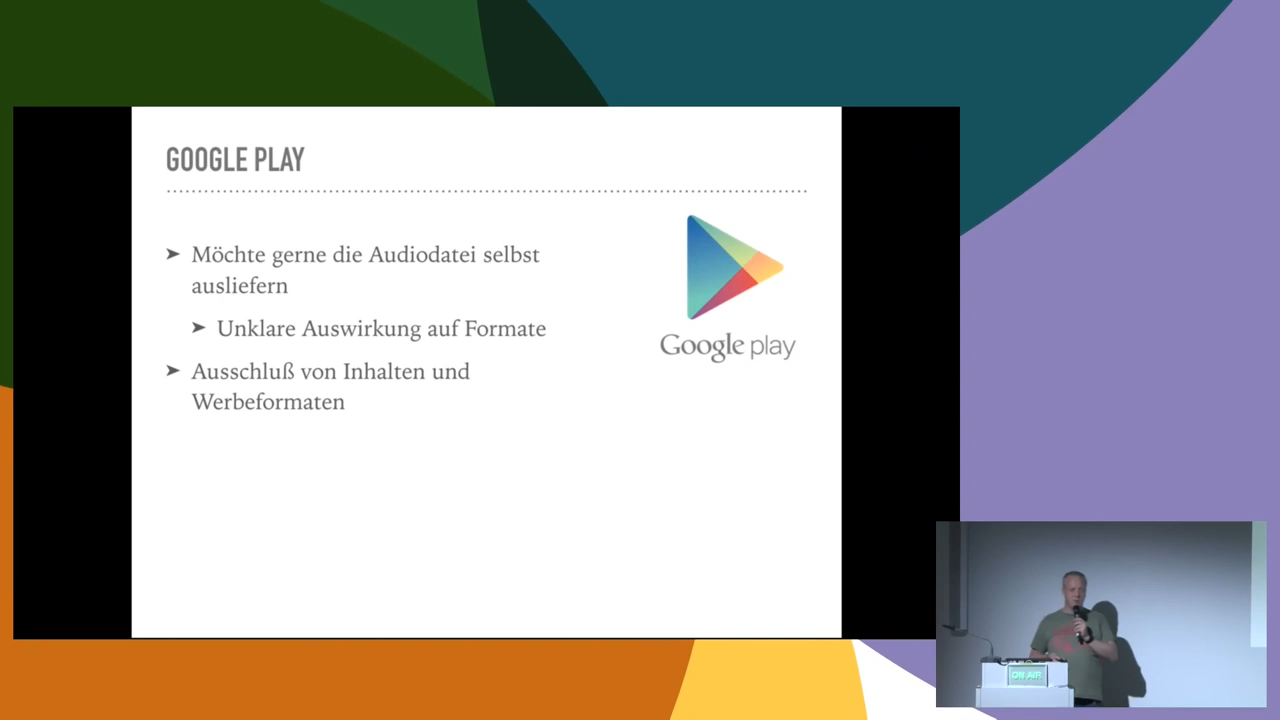 GOOGLE PLAY
➤ Möchte gerne die Audiodatei selbst
ausliefern
➤ Unklare Auswirkung auf Formate
➤ Ausschluß von Inhalten und
Werbeformaten
Google play
ON AIR